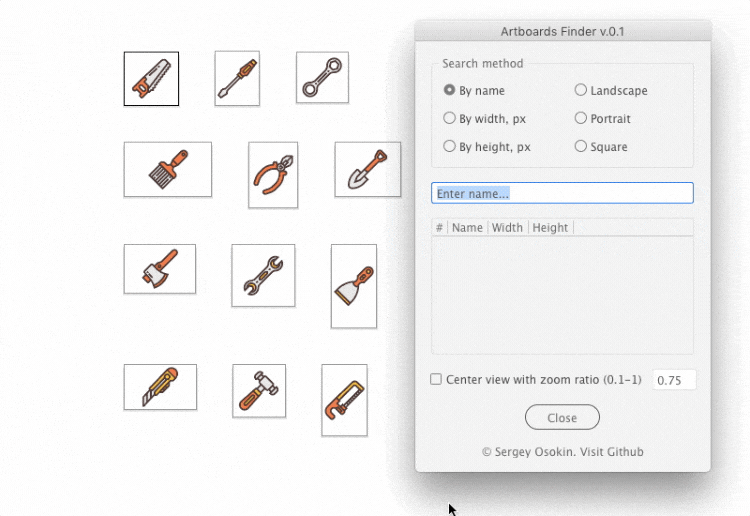 Artboards Finder v.0.1
Search method
By name
Landscape
By width, px
Portrait
By height, px
Square
Enter name...
# Name Width Height
Center view with zoom ratio (0.1-1) 0.75
Close
© Sergey Osokin. Visit Github